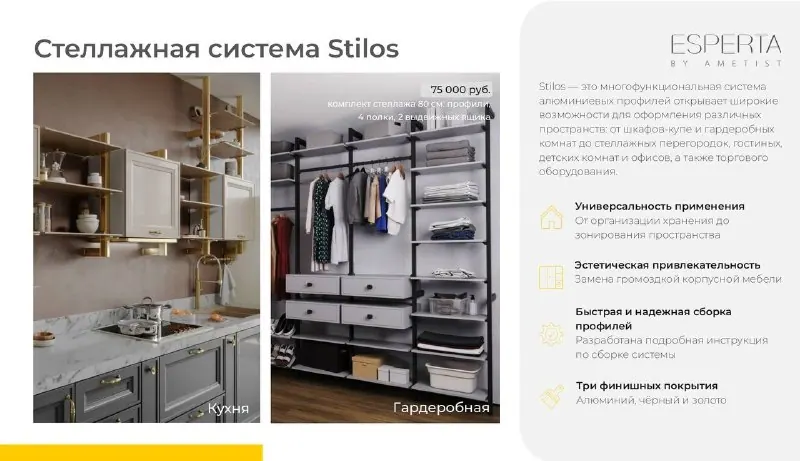 Стеллажная система Stilos
75 000 руб.
комплект стеллажа 80 см: профили,
4 полки, 2 выдвижных ящика
Кухня
Гардеробная
ESPERTA
BY AMETIST
Stilos — это многофункциональная система
алюминиевых профилей открывает широкие
возможности для оформления различных
пространств: от шкафов-купе и гардеробных
комнат до стеллажных перегородок, гостиных,
детских комнат и офисов, а также торгового
оборудования.
Универсальность применения
От организации хранения до
зонирования пространства
Эстетическая привлекательность
Замена громоздкой корпусной мебели
Быстрая и надежная сборка
профилей
Разработана подробная инструкция
по сборке системы
Три финишных покрытия
Алюминий, чёрный и золото